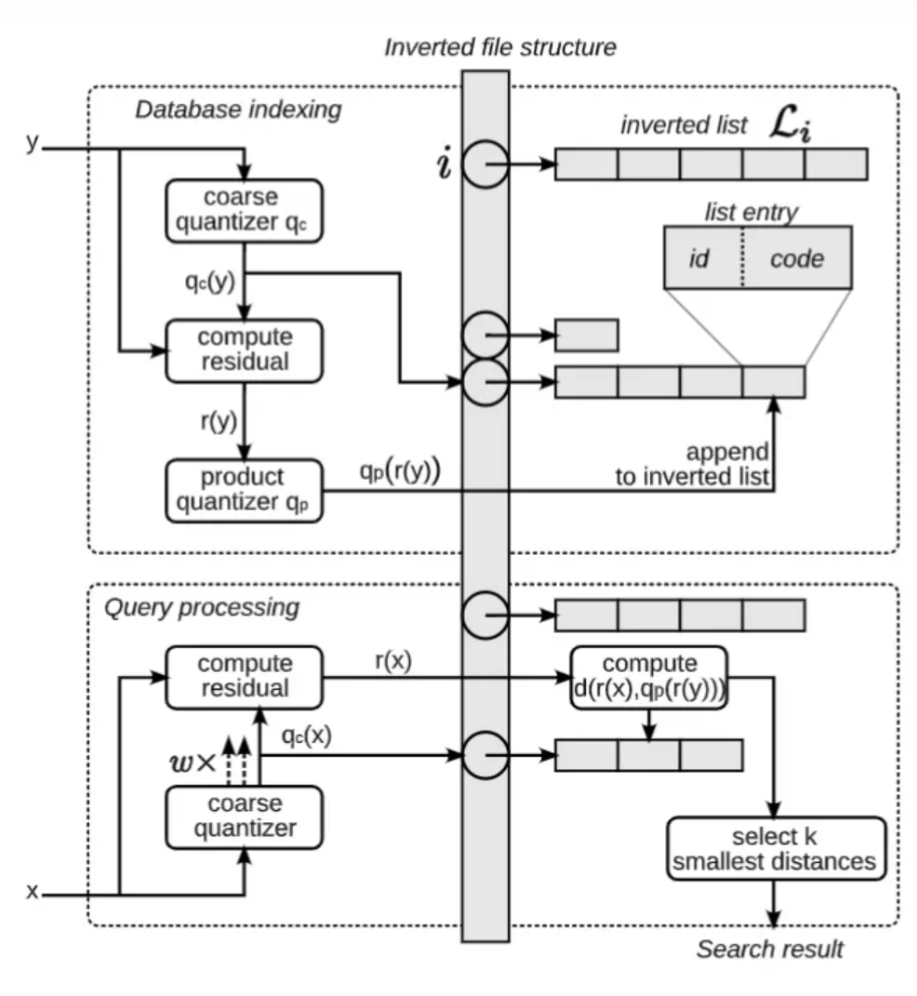 Inverted file structure
Database indexing
y
i
inverted list ℒi
coarse
quantizer qc
list entry
id
code
qc(y)
compute
residual
r(y)
product
quantizer qp
qp(r(y))
append
to inverted list
Query processing
compute
residual
r(x)
compute
d(r(x),qp(r(y)))
w×
qc(x)
coarse
quantizer
select k
smallest distances
x
Search result